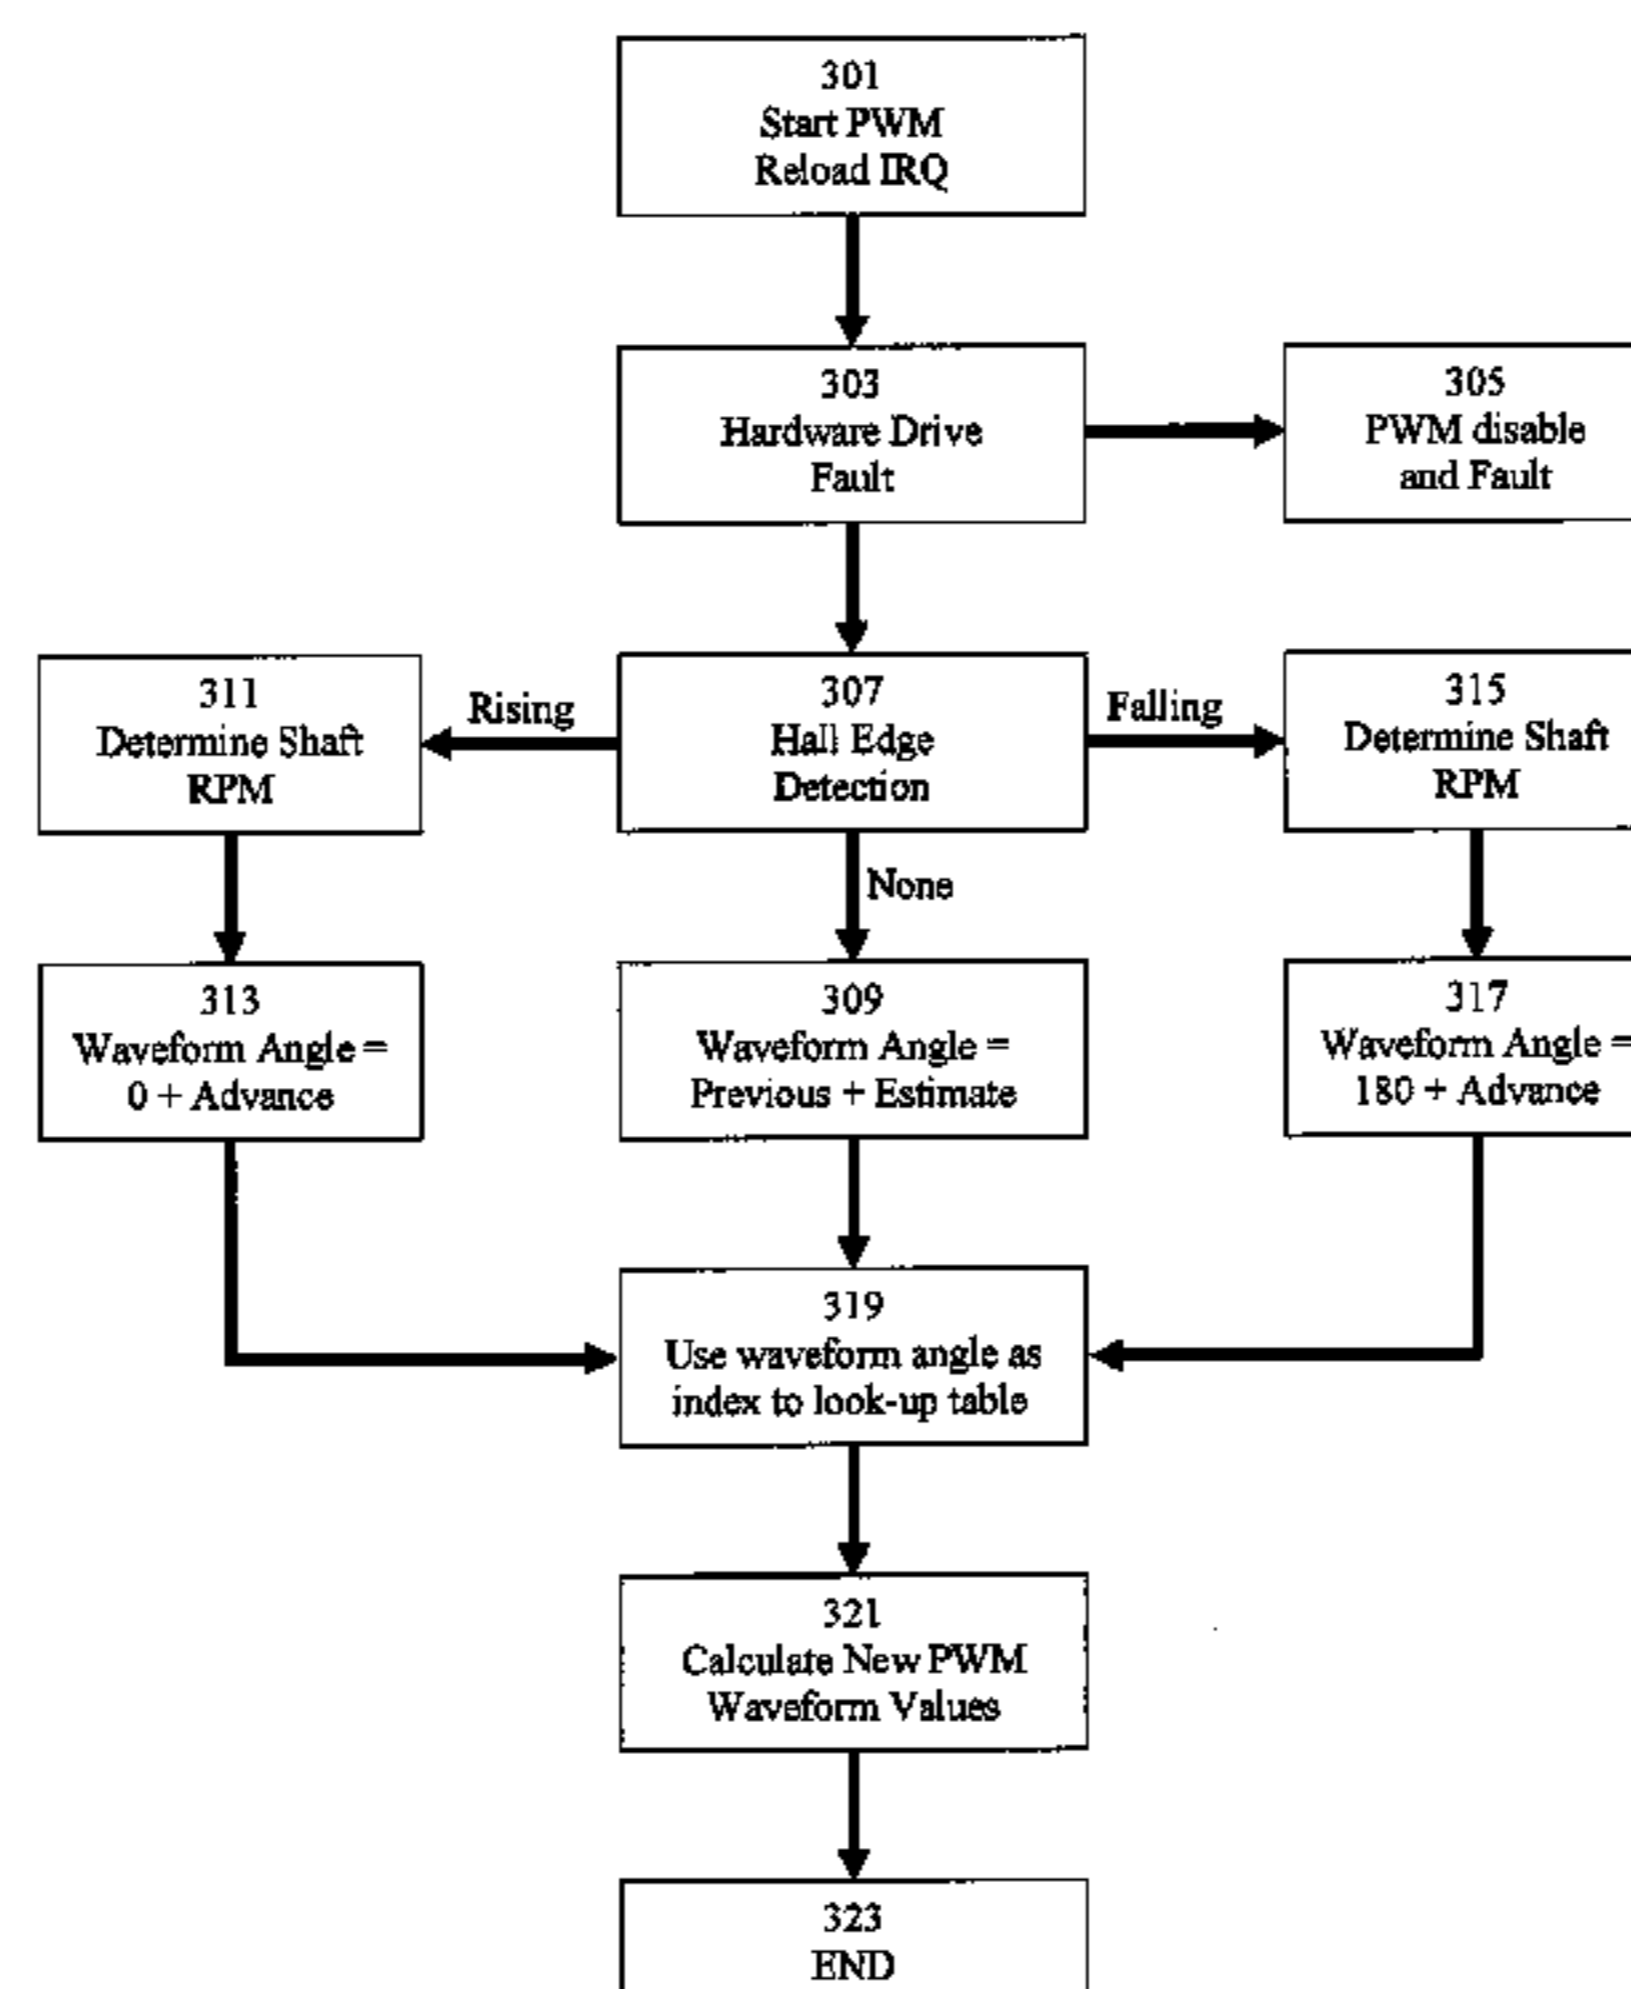 301
Start PWM
Reload IRQ
303
Hardware Drive
Fault
305
PWM disable
and Fault
311
Determine Shaft
RPM
Rising
307
Hall Edge
Detection
Falling
315
Determine Shaft
RPM
None
313
Waveform Angle =
0 + Advance
309
Waveform Angle =
Previous + Estimate
317
Waveform Angle =
180 + Advance
319
Use waveform angle as
index to look-up table
321
Calculate New PWM
Waveform Values
323
END